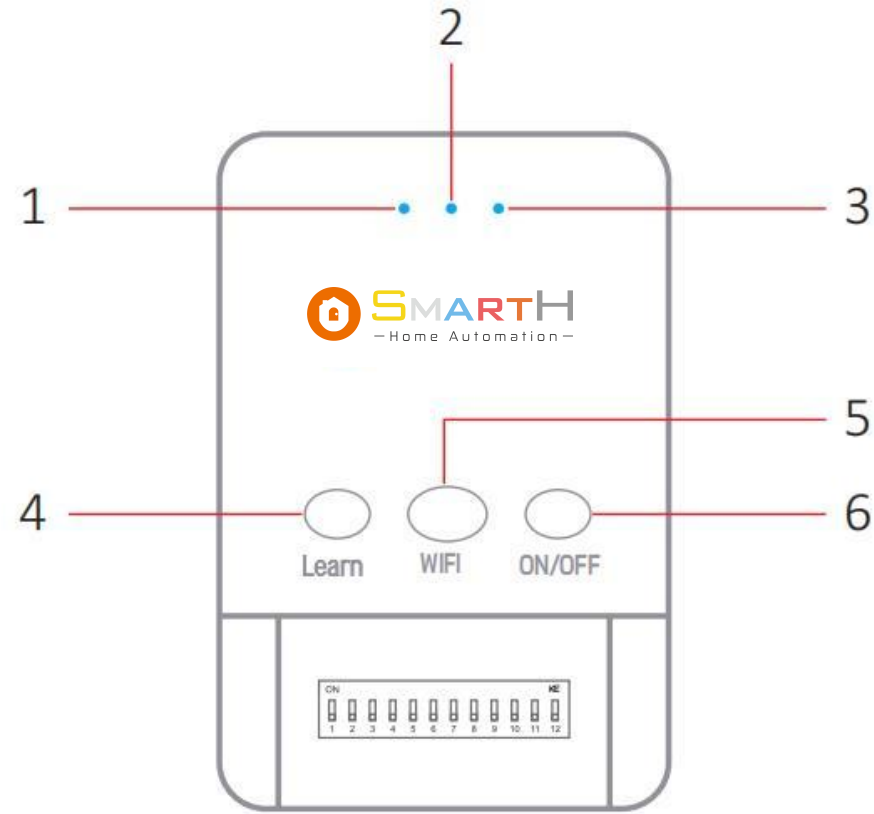 2
1
3
SMARTH
–Home Automation–
5
4
6
Learn
WIFI
ON/OFF
ON KE
1 2 3 4 5 6 7 8 9 10 11 12